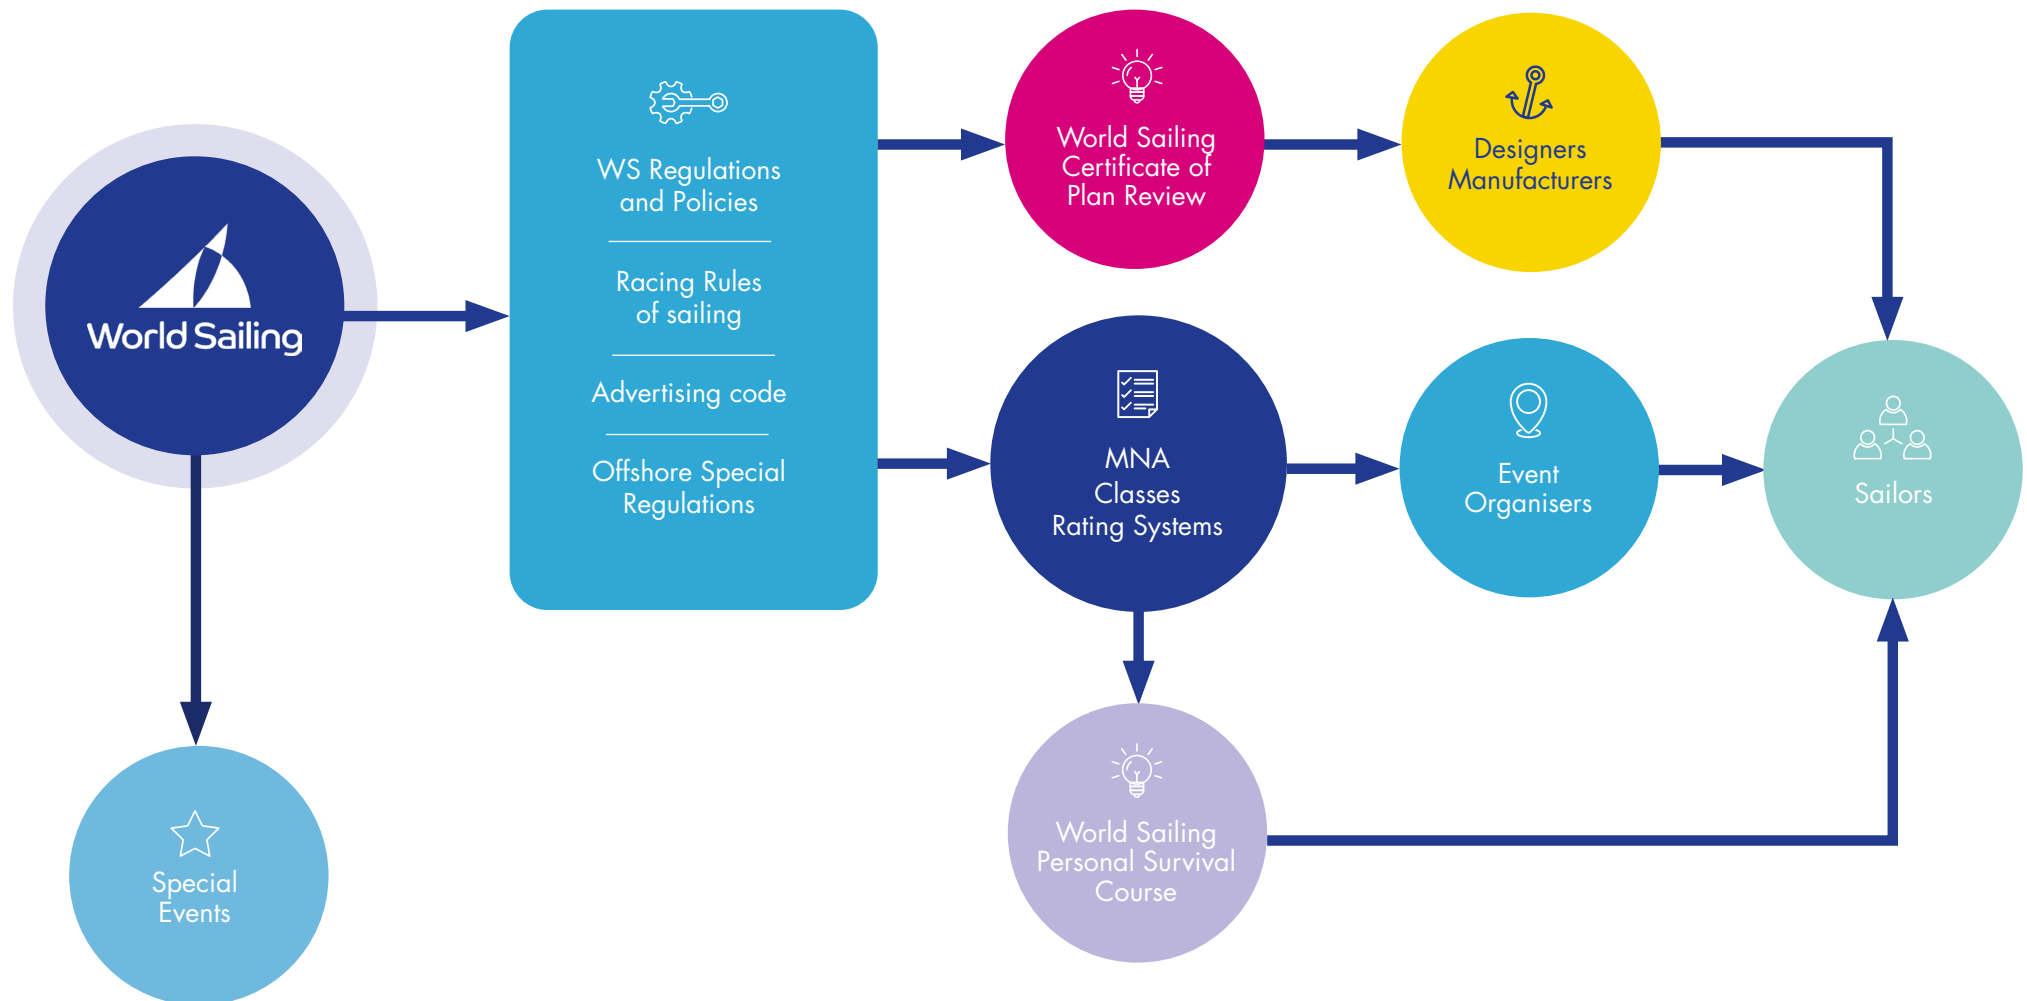 World Sailing
WS Regulations
and Policies
Racing Rules
of sailing
Advertising code
Offshore Special
Regulations
World Sailing
Certificate of
Plan Review
Designers
Manufacturers
MNA
Classes
Rating Systems
Event
Organisers
Sailors
World Sailing
Personal Survival
Course
Special
Events